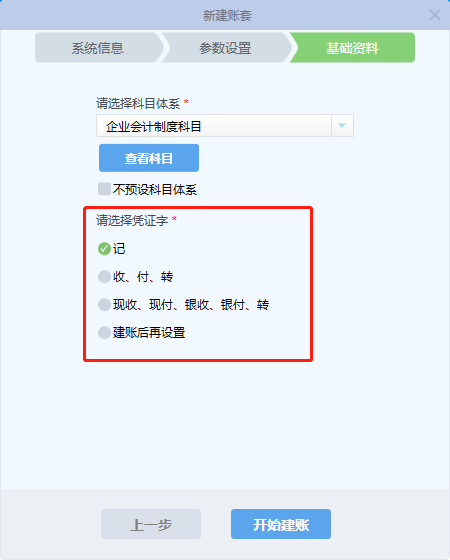 新建账套
系统信息 参数设置 基础资料
请选择科目体系 *
企业会计制度科目
查看科目
不预设科目体系
请选择凭证字 *
记
收、付、转
现收、现付、银收、银付、转
建账后再设置
上一步 开始建账